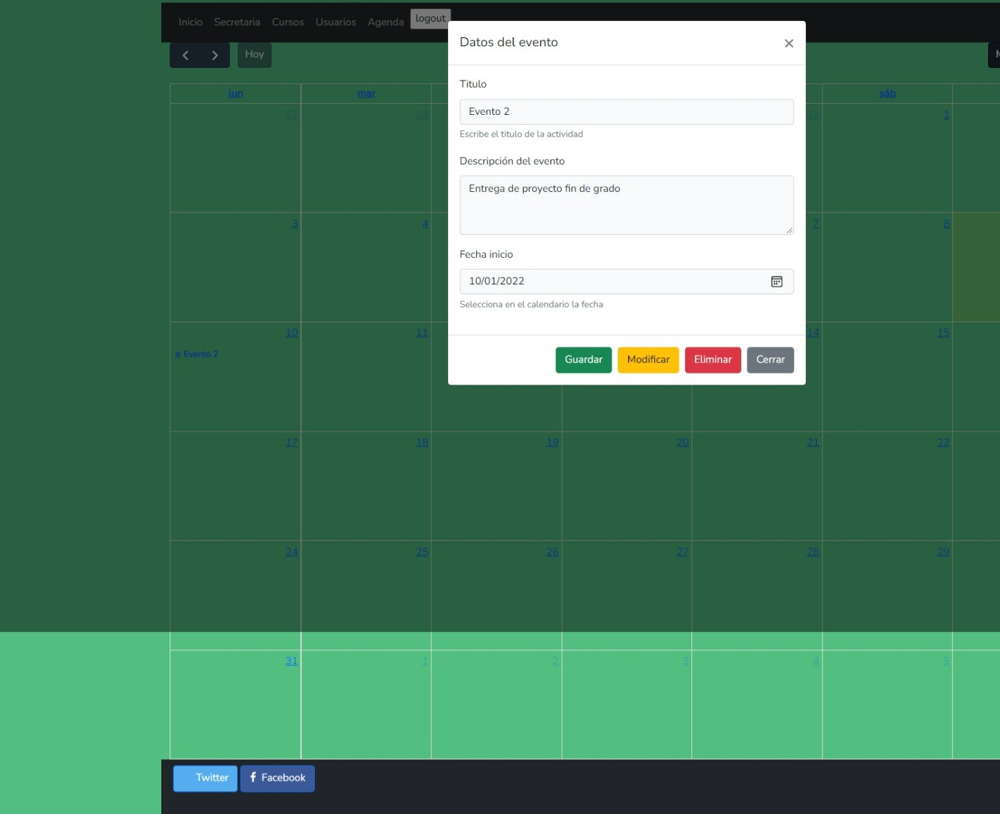 Inicio Secretaria Cursos Usuarios Agenda logout
Datos del evento
Hoy
Titulo
lun mar sáb
Evento 2
27 28 31 1
Escribe el titulo de la actividad
Descripción del evento
Entrega de proyecto fin de grado
3 4 7 8
Fecha inicio
10/01/2022
Selecciona en el calendario la fecha
10 11 14 15
Evento 2
Guardar Modificar Eliminar Cerrar
17 18 19 20 21 22
24 25 26 27 28 29
31 1 2 3 4 5
Twitter Facebook